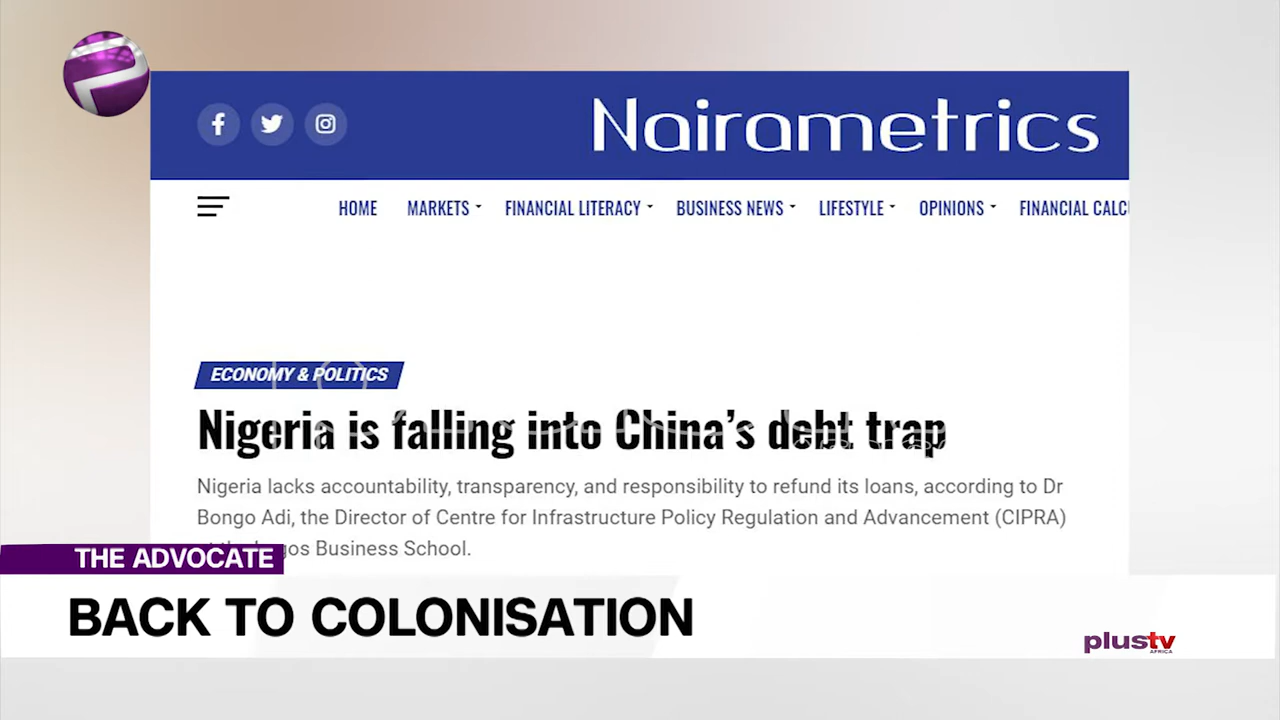 Nairametrics
HOME MARKETS FINANCIAL LITERACY BUSINESS NEWS LIFESTYLE OPINIONS FINANCIAL
ECONOMY & POLITICS
Nigeria is falling into China's debt trap
Nigeria lacks accountability, transparency, and responsibility to refund its loans, according to Dr
Bongo Adi, the Director of Centre for Infrastructure Policy Regulation and Advancement (CIPRA)
Business School.
THE ADVOCATE
BACK TO COLONISATION
plustv
AFRICA